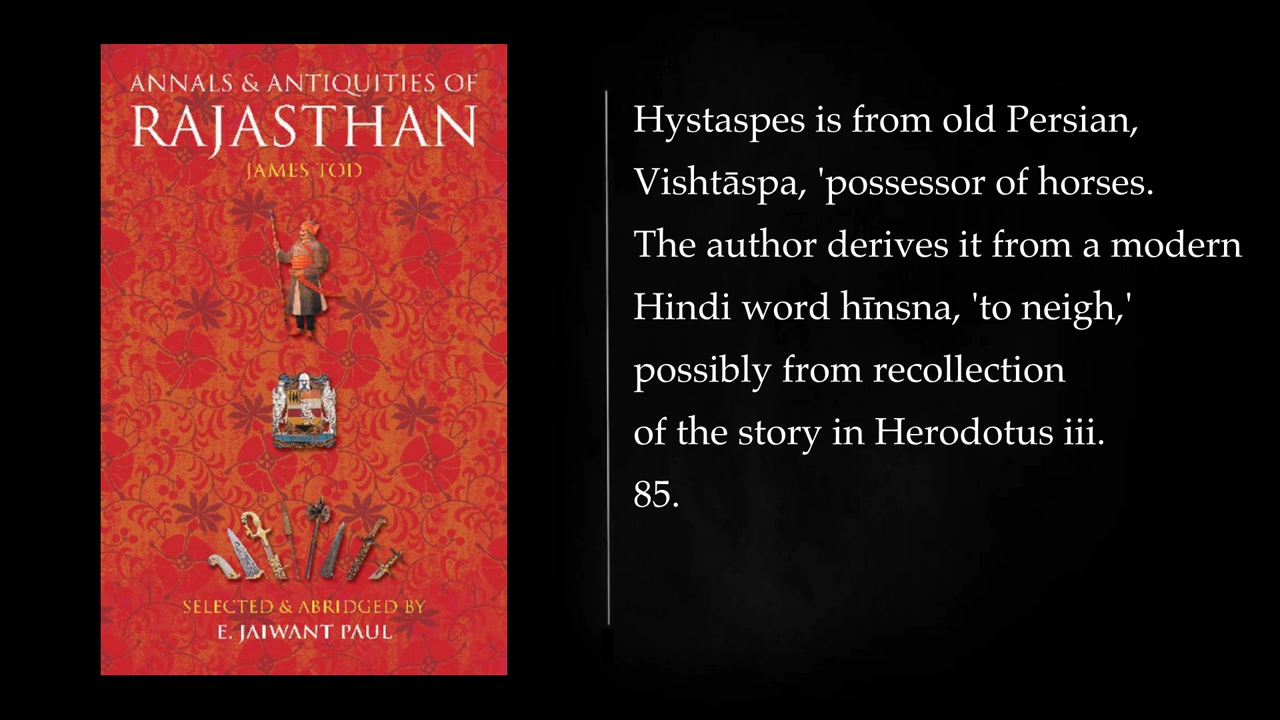 ANNALS & ANTIQUITIES OF
RAJASTHAN
JAMES TOD
SELECTED & ABRIDGED BY
E. JAIWANT PAUL
Hystaspes is from old Persian,
Vishtāspa, 'possessor of horses.
The author derives it from a modern
Hindi word hīnsna, 'to neigh,'
possibly from recollection
of the story in Herodotus iii.
85.